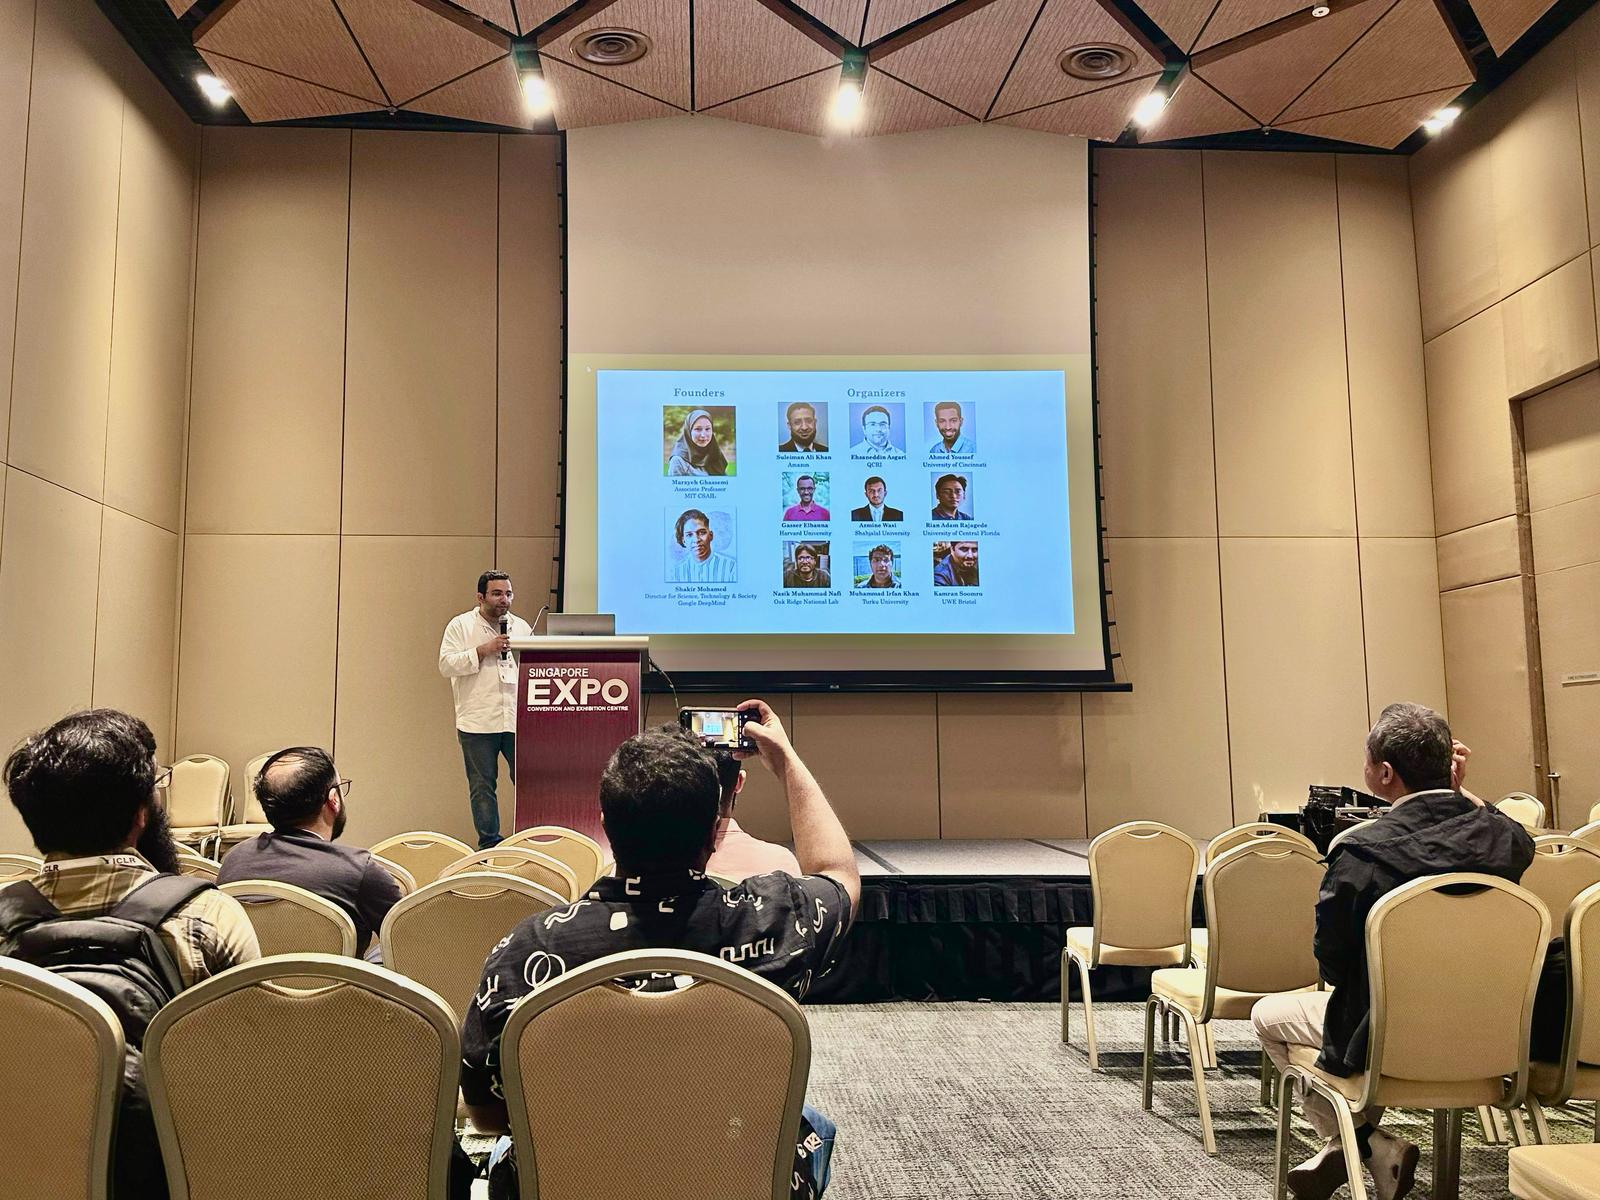 Founders
Marzyeh Ghassemi
Associate Professor
MIT CSAIL
Shakir Mohamed
Director for Science, Technology & Society
Google DeepMind
Organizers
Suleiman Ali Khan
Amazon
Ehsaneddin Asgari
QCRI
Ahmed Youssef
University of Cincinnati
Gasser Elbanna
Harvard University
Azmine Wasi
Shahjalal University
Rian Adam Rajagede
University of Central Florida
Nasik Muhammad Nafi
Oak Ridge National Lab
Muhammad Irfan Khan
Turku University
Kamran Soomro
UWE Bristol
SINGAPORE
EXPO
CONVENTION AND EXHIBITION CENTRE
ICLR